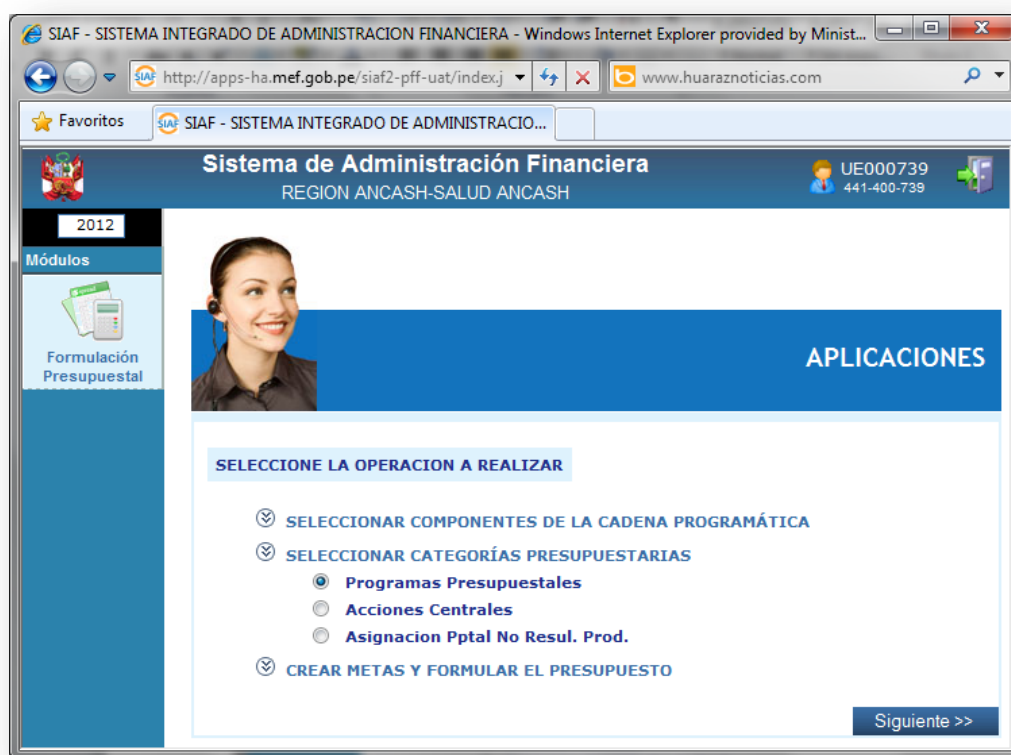 SIAF - SISTEMA INTEGRADO DE ADMINISTRACION FINANCIERA - Windows Internet Explorer provided by Minist...
http://apps-ha.mef.gob.pe/siaf2-pff-uat/index.j
www.huaraznoticias.com
Favoritos
SIAF - SISTEMA INTEGRADO DE ADMINISTRACIO...
Sistema de Administración Financiera
REGION ANCASH-SALUD ANCASH
UE000739
441-400-739
2012
Módulos
Formulación
Presupuestal
APLICACIONES
SELECCIONE LA OPERACION A REALIZAR
SELECCIONAR COMPONENTES DE LA CADENA PROGRAMÁTICA
SELECCIONAR CATEGORÍAS PRESUPUESTARIAS
Programas Presupuestales
Acciones Centrales
Asignacion Pptal No Resul. Prod.
CREAR METAS Y FORMULAR EL PRESUPUESTO
Siguiente >>